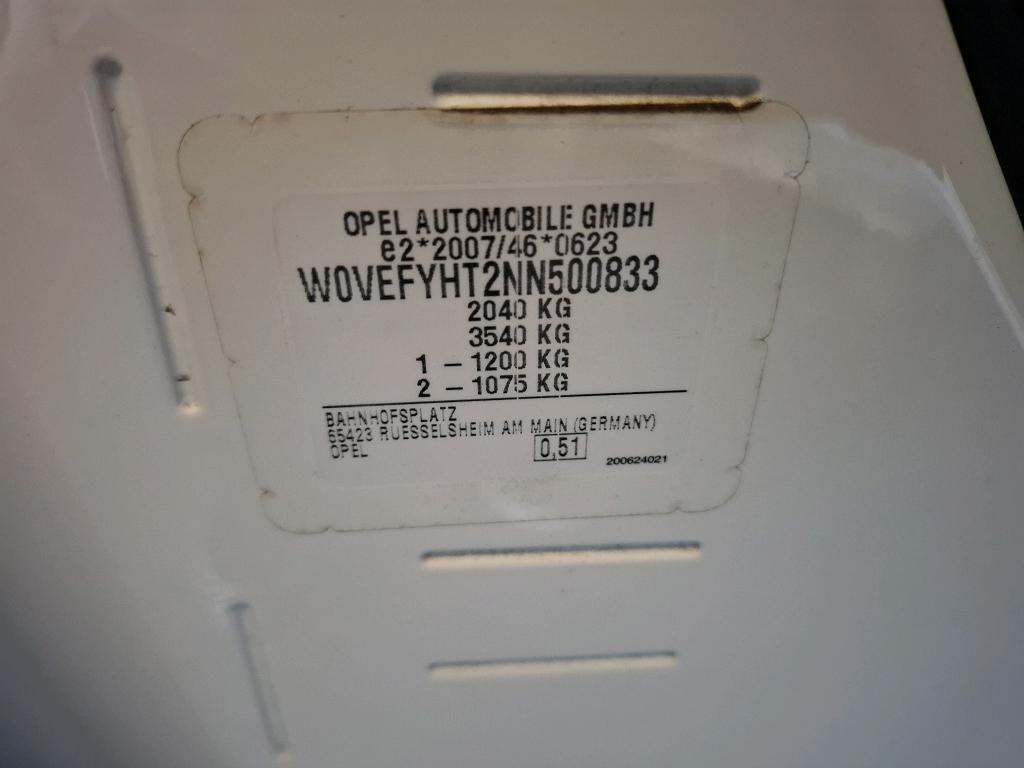 OPEL AUTOMOBILE GMBH
e2*2007/46*0623
W0VEFYHT2NN500833
2040 KG
3540 KG
1 - 1200 KG
2 - 1075 KG
BAHNHOFSPLATZ
65423 RUESSELSHEIM AM MAIN (GERMANY)
OPEL
0,51
200624021